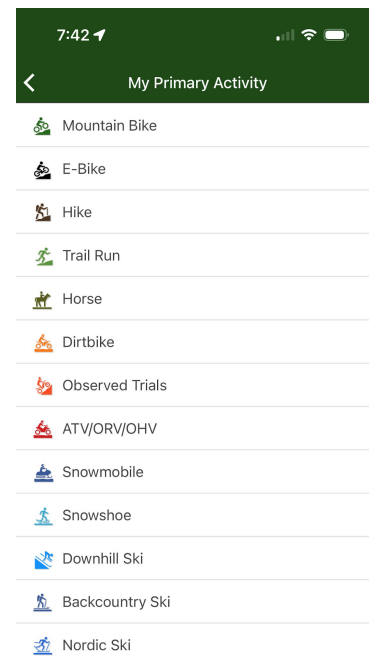 7:42
My Primary Activity
Mountain Bike
E-Bike
Hike
Trail Run
Horse
Dirtbike
Observed Trials
ATV/ORV/OHV
Snowmobile
Snowshoe
Downhill Ski
Backcountry Ski
Nordic Ski